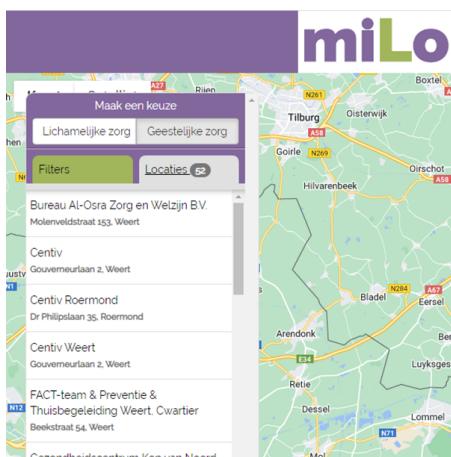 miLo
Maak een keuze
Lichamelijke zorg
Geestelijke zorg
Filters
Locaties 52
Bureau Al-Osra Zorg en Welzijn B.V.
Molenveldstraat 153, Weert
Centiv
Gouverneurlaan 2, Weert
Centiv Roermond
Dr Philipslaan 35, Roermond
Centiv Weert
Gouverneurlaan 2, Weert
FACT-team & Preventie &
Thuisbegeleiding Weert, Cwartier
Beekstraat 54, Weert
A27
Rijen
N261
Boxtel
Tilburg
Oisterwijk
A58
Goirle
N269
Oirschot
A58
Hilvarenbeek
N284
A67
Bladel
Eersel
Arendonk
E34
Luyksges
Retie
Dessel
Lommel
N12
N71
Mol